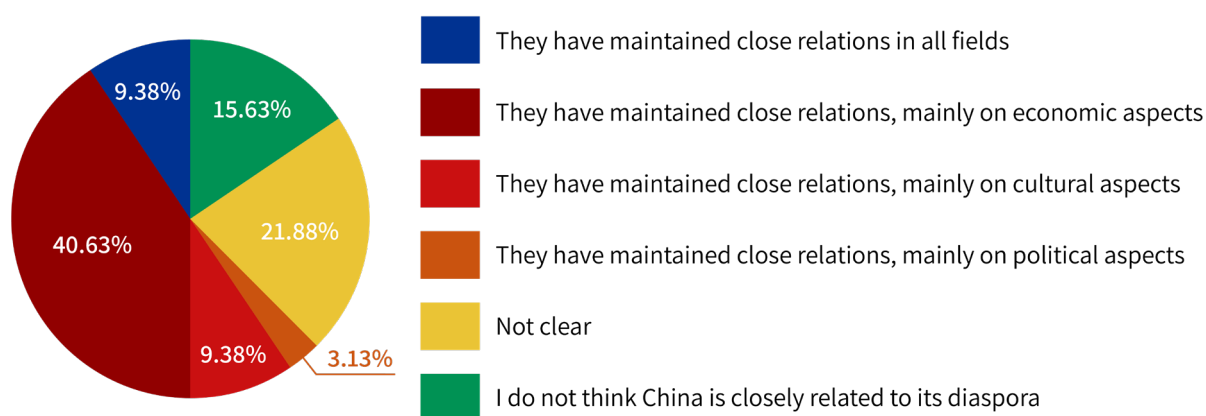 9.38%
15.63%
21.88%
40.63%
9.38%
3.13%
They have maintained close relations in all fields
They have maintained close relations, mainly on economic aspects
They have maintained close relations, mainly on cultural aspects
They have maintained close relations, mainly on political aspects
Not clear
I do not think China is closely related to its diaspora